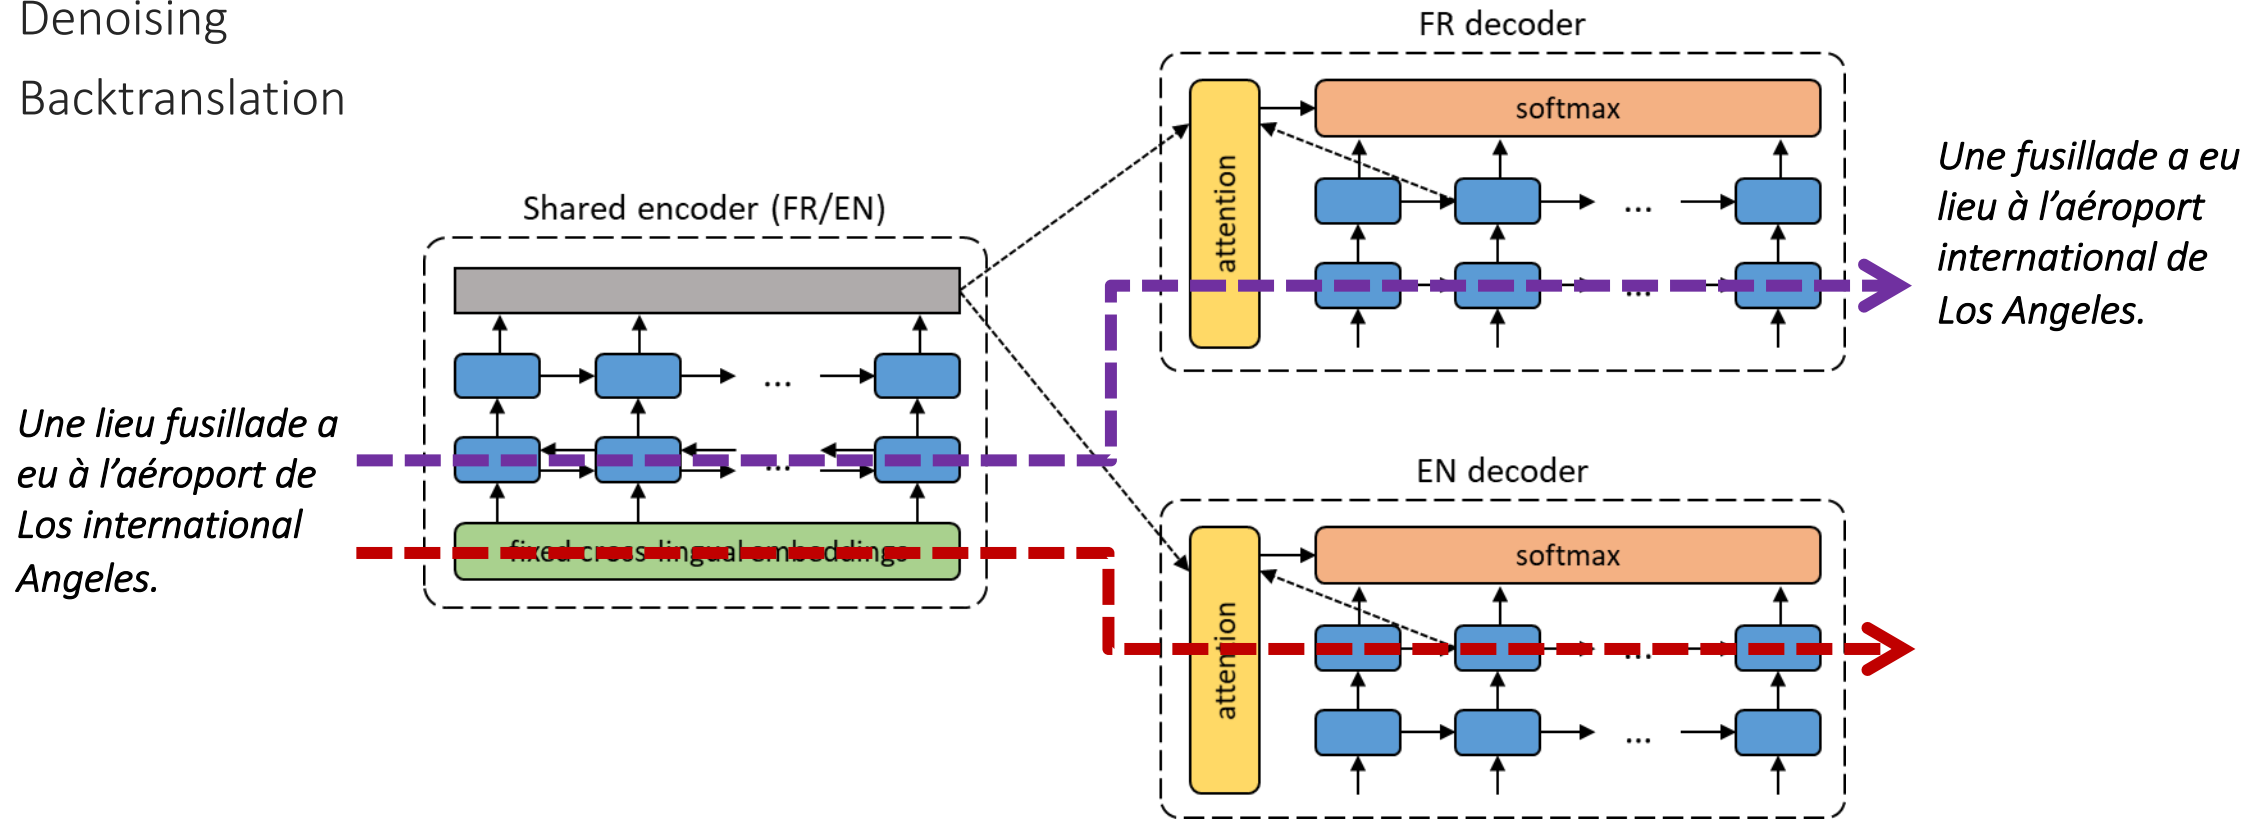 Denoising
Backtranslation
FR decoder
softmax
attention
Une fusillade a eu
lieu à l’aéroport
international de
Los Angeles.
Shared encoder (FR/EN)
...
...
...
...
fixed cross-lingual embeddings
Une lieu fusillade a
eu à l’aéroport de
Los international
Angeles.
EN decoder
softmax
attention
...
...